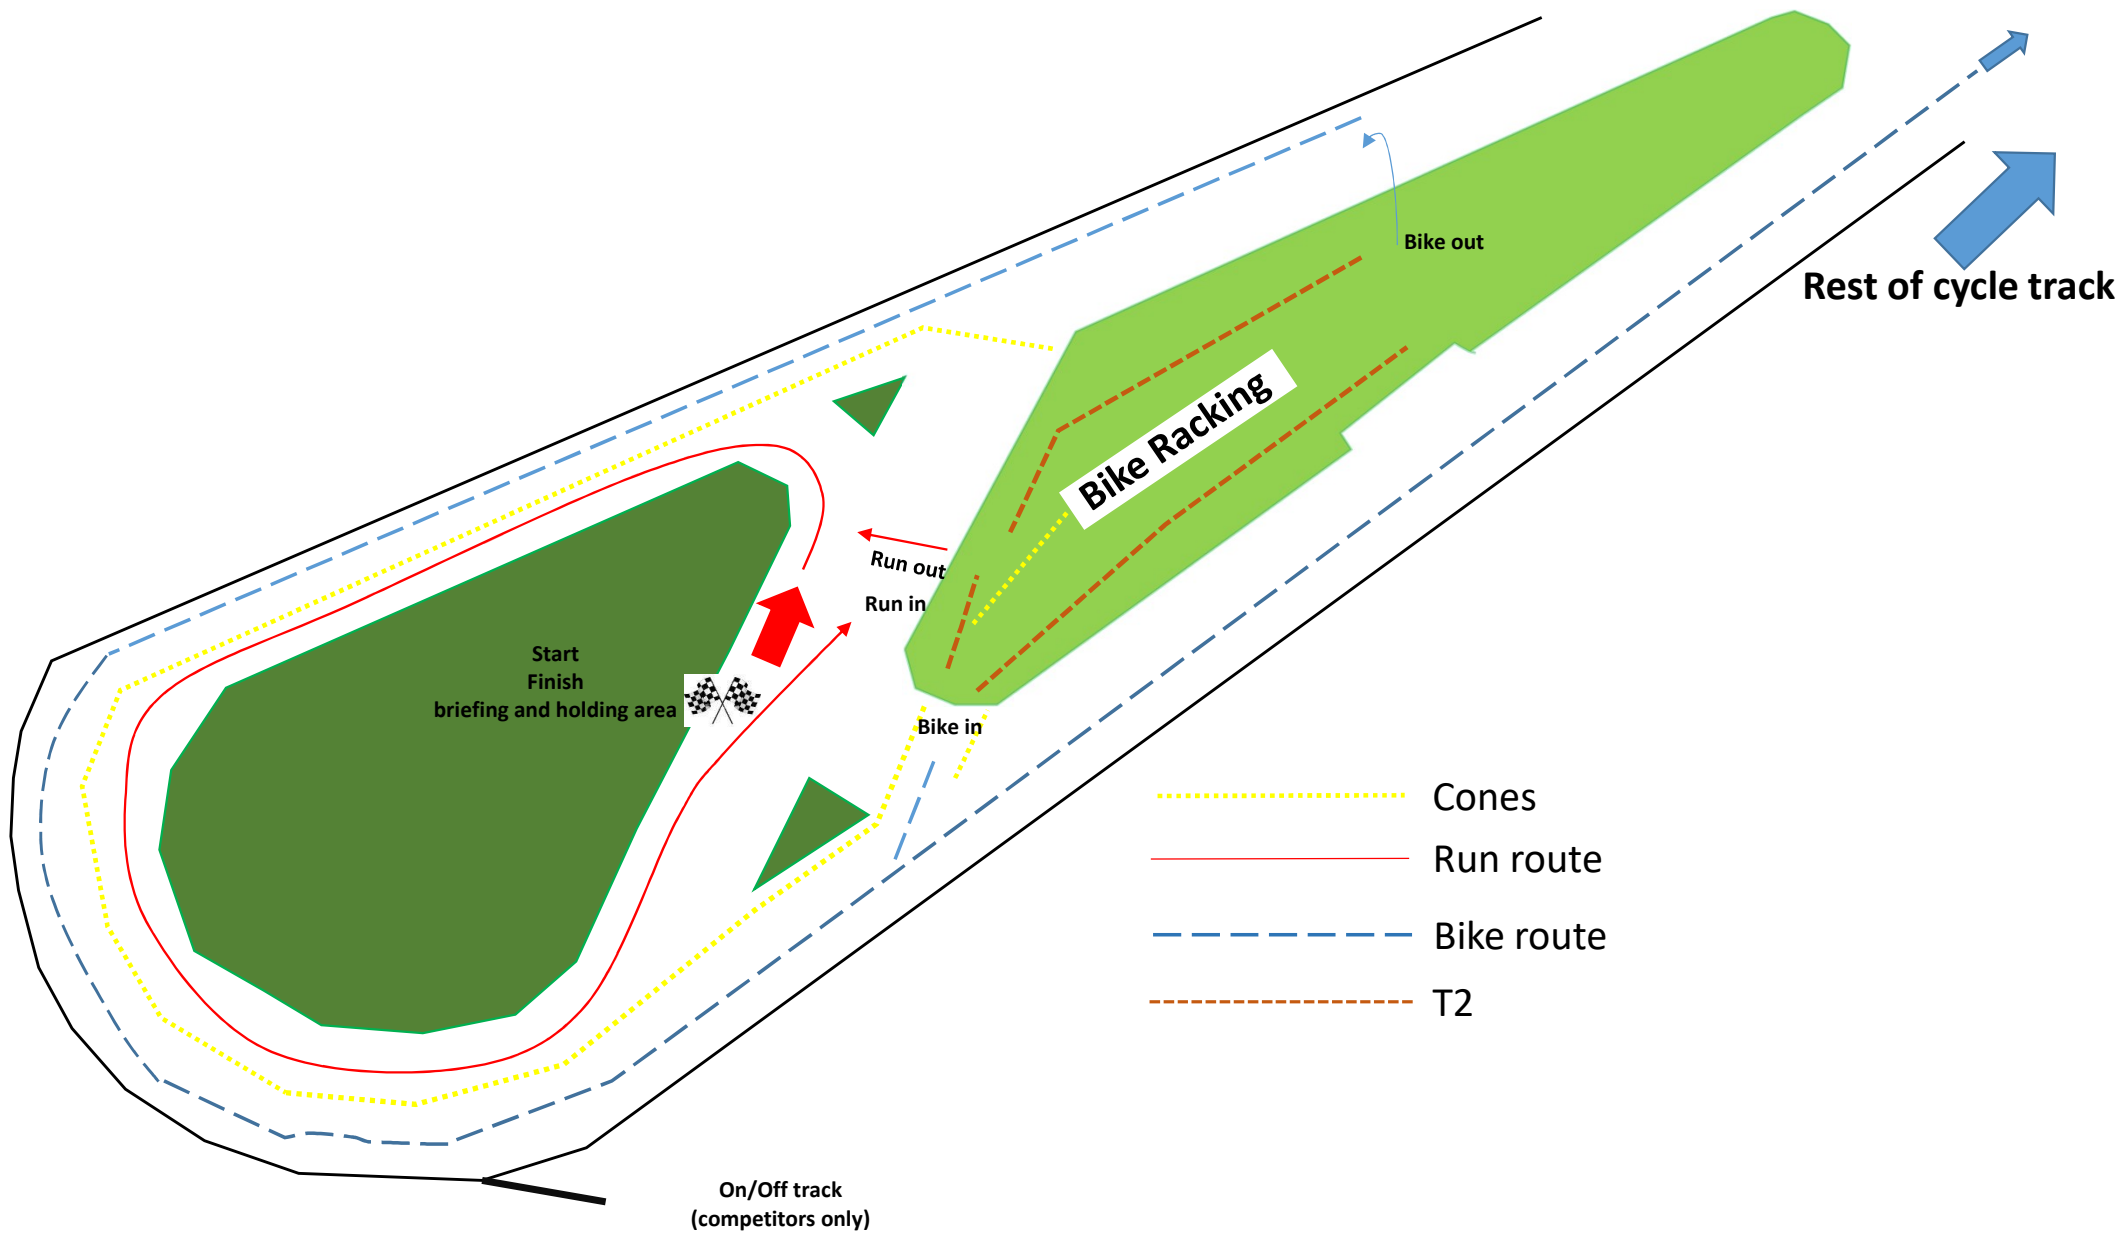 Bike out
Rest of cycle track
Bike Racking
Run out
Run in
Start
Finish
briefing and holding area
Bike in
Cones
Run route
Bike route
T2
On/Off track
(competitors only)